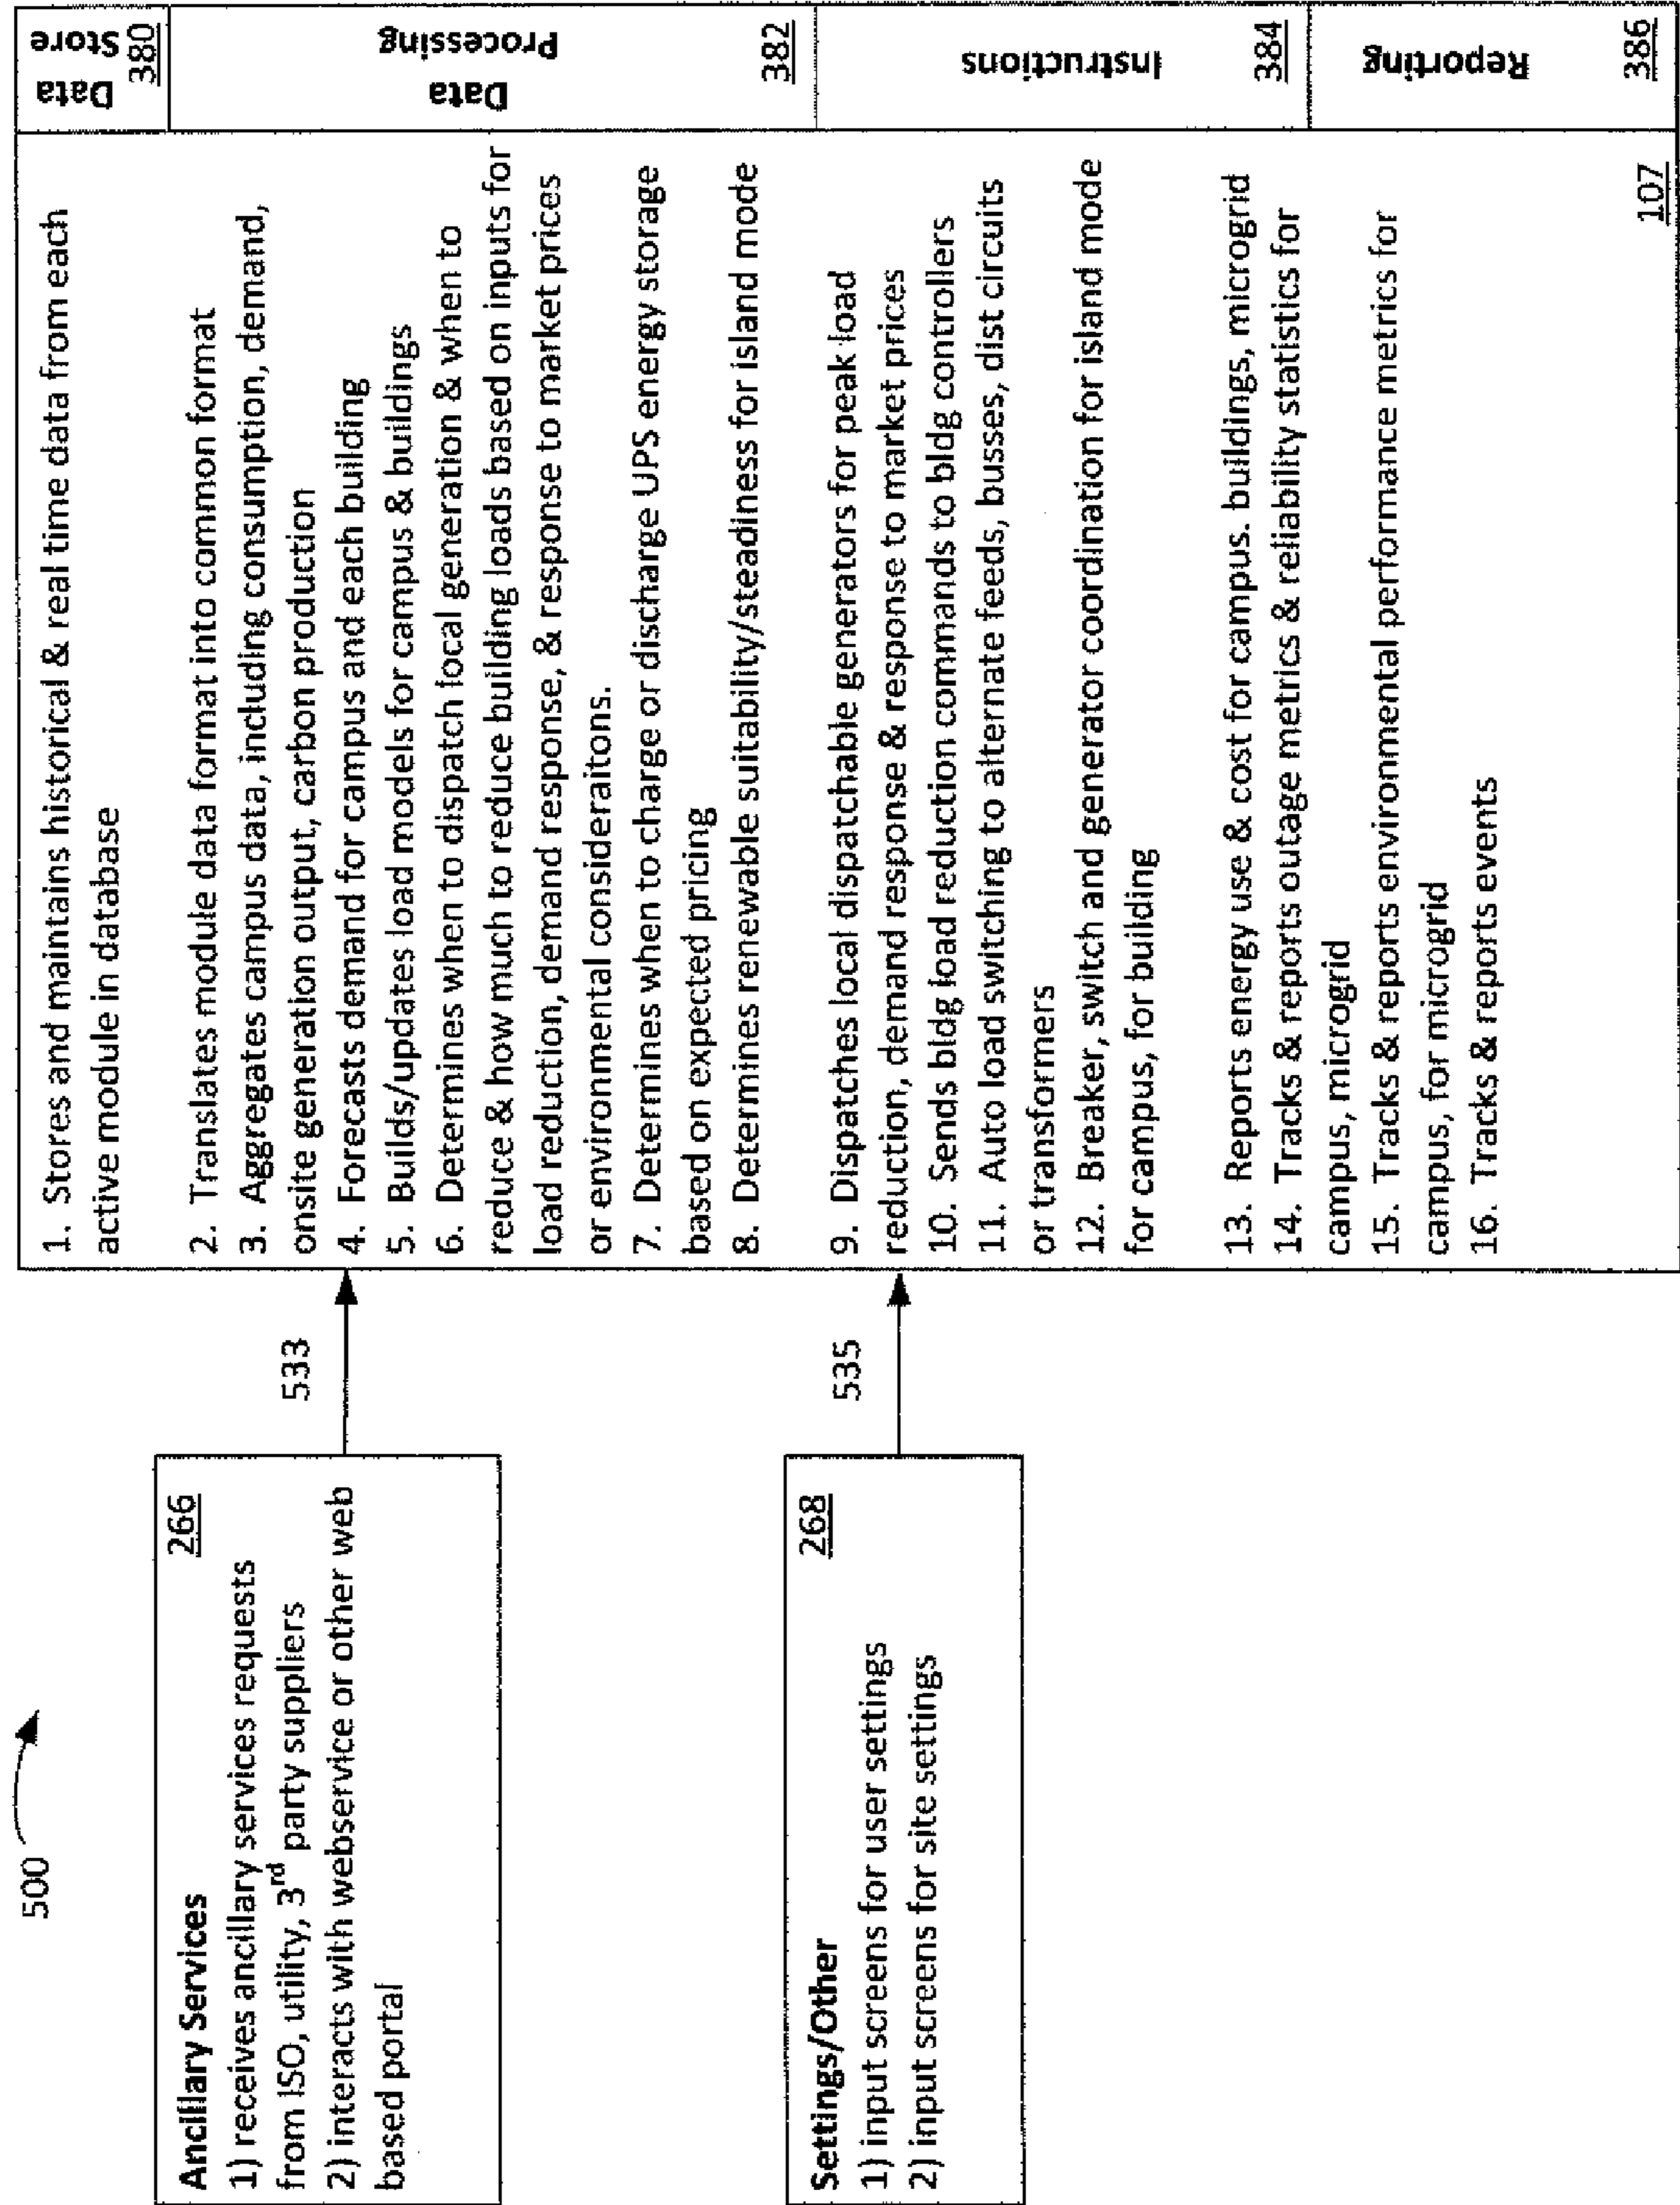 500
Ancillary Services
266
1) receives ancillary services requests
from ISO, utility, 3rd party suppliers
2) interacts with webservice or other web
based portal
533
Settings/Other
268
1) input screens for user settings
2) input screens for site settings
535
1. Stores and maintains historical & real time data from each
active module in database
2. Translates module data format into common format
3. Aggregates campus data, including consumption, demand,
onsite generation output, carbon production
4. Forecasts demand for campus and each building
5. Builds/updates load models for campus & buildings
6. Determines when to dispatch local generation & when to
reduce & how much to reduce building loads based on inputs for
load reduction, demand response, & response to market prices
or environmental consideraitons.
7. Determines when to charge or discharge UPS energy storage
based on expected pricing
8. Determines renewable suitability/steadiness for island mode
9. Dispatches local dispatchable generators for peak load
reduction, demand response & response to market prices
10. Sends bldg load reduction commands to bldg controllers
11. Auto load switching to alternate feeds, busses, dist circuits
or transformers
12. Breaker, switch and generator coordination for island mode
for campus, for building
13. Reports energy use & cost for campus. buildings, microgrid
14. Tracks & reports outage metrics & reliability statistics for
campus, microgrid
15. Tracks & reports environmental performance metrics for
campus, for microgrid
16. Tracks & reports events
107
Data
Store
380
Data
Processing
382
Instructions
384
Reporting
386